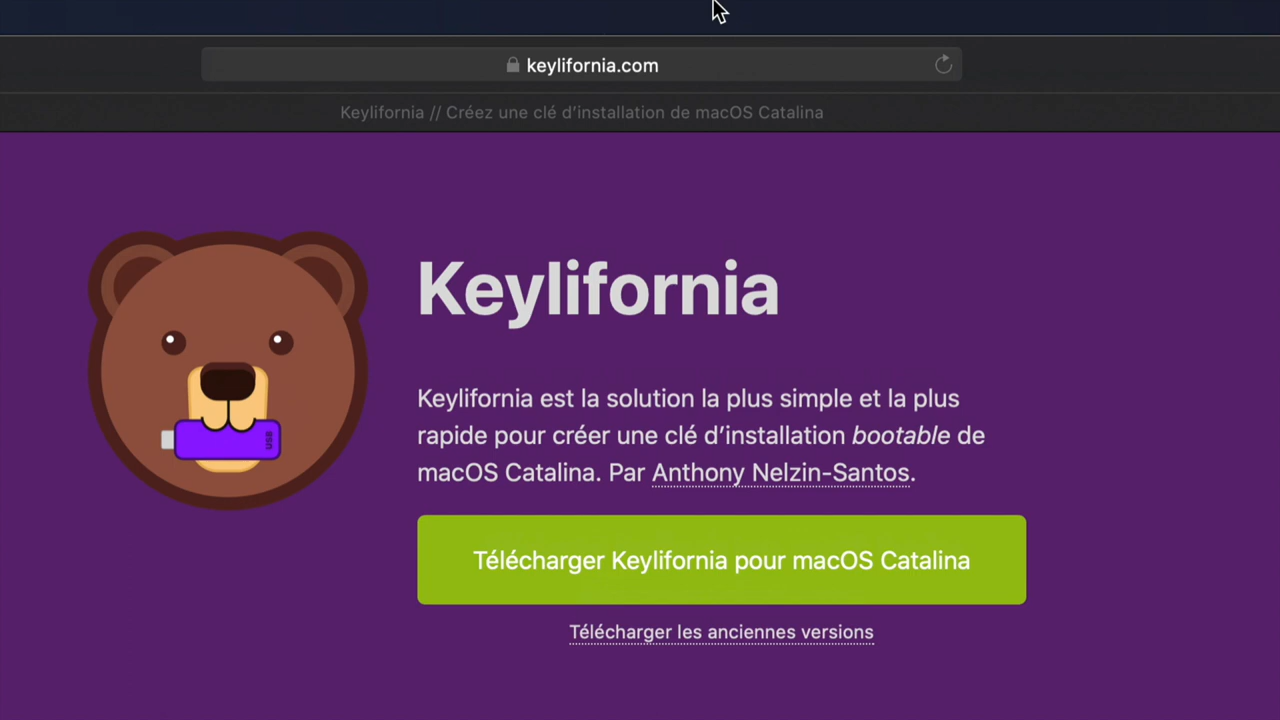 keylifornia.com
Keylifornia // Créez une clé d’installation de macOS Catalina
Keylifornia
Keylifornia est la solution la plus simple et la plus
rapide pour créer une clé d’installation bootable de
macOS Catalina. Par Anthony Nelzin-Santos.
USB
Télécharger Keylifornia pour macOS Catalina
Télécharger les anciennes versions